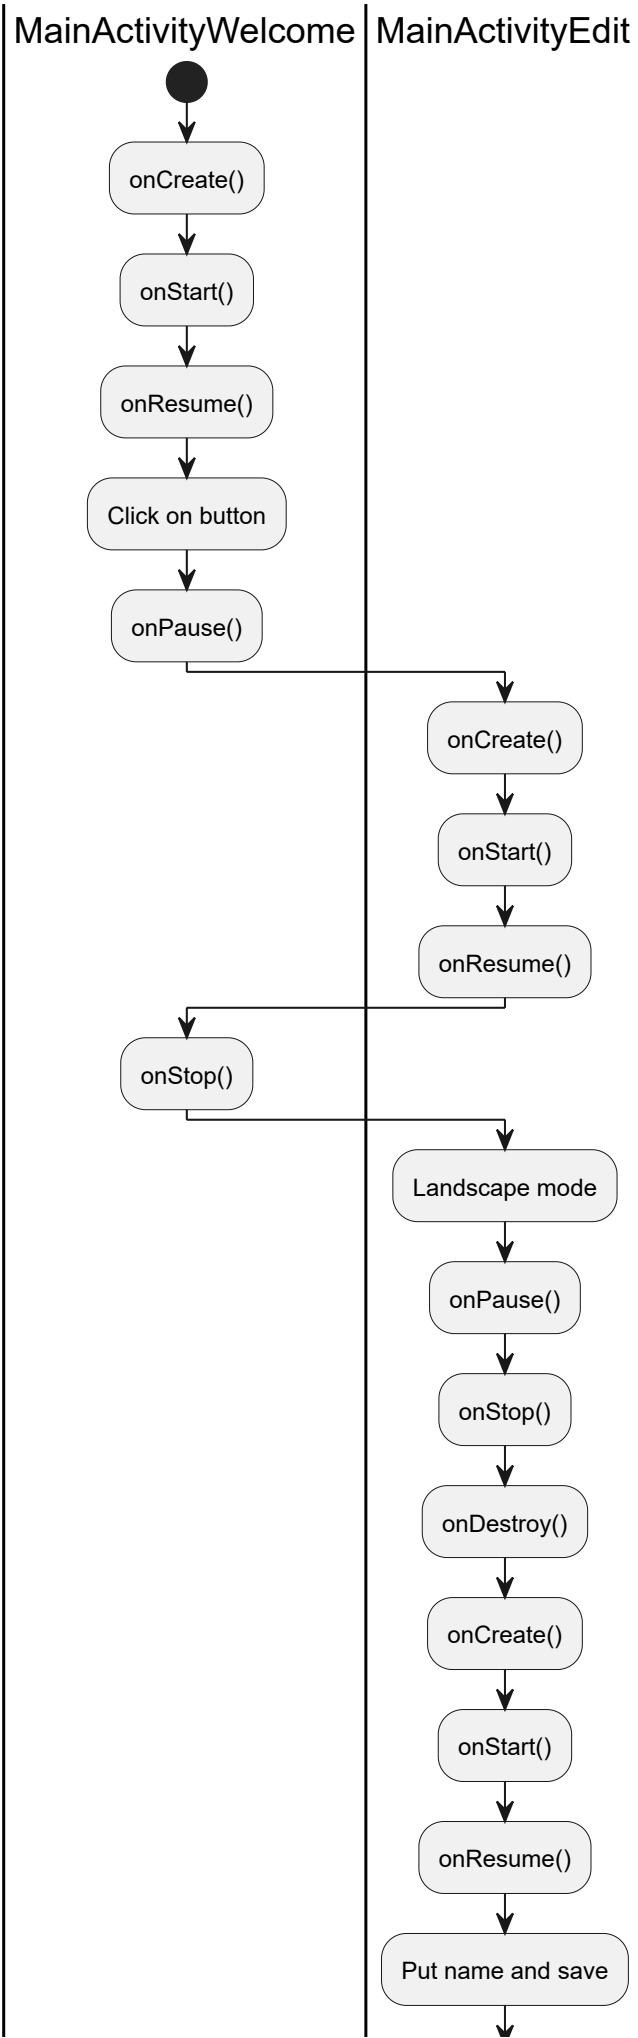 MainActivityWelcome
MainActivityEdit
onCreate()
onStart()
onResume()
Click on button
onPause()
onCreate()
onStart()
onResume()
onStop()
Landscape mode
onPause()
onStop()
onDestroy()
onCreate()
onStart()
onResume()
Put name and save